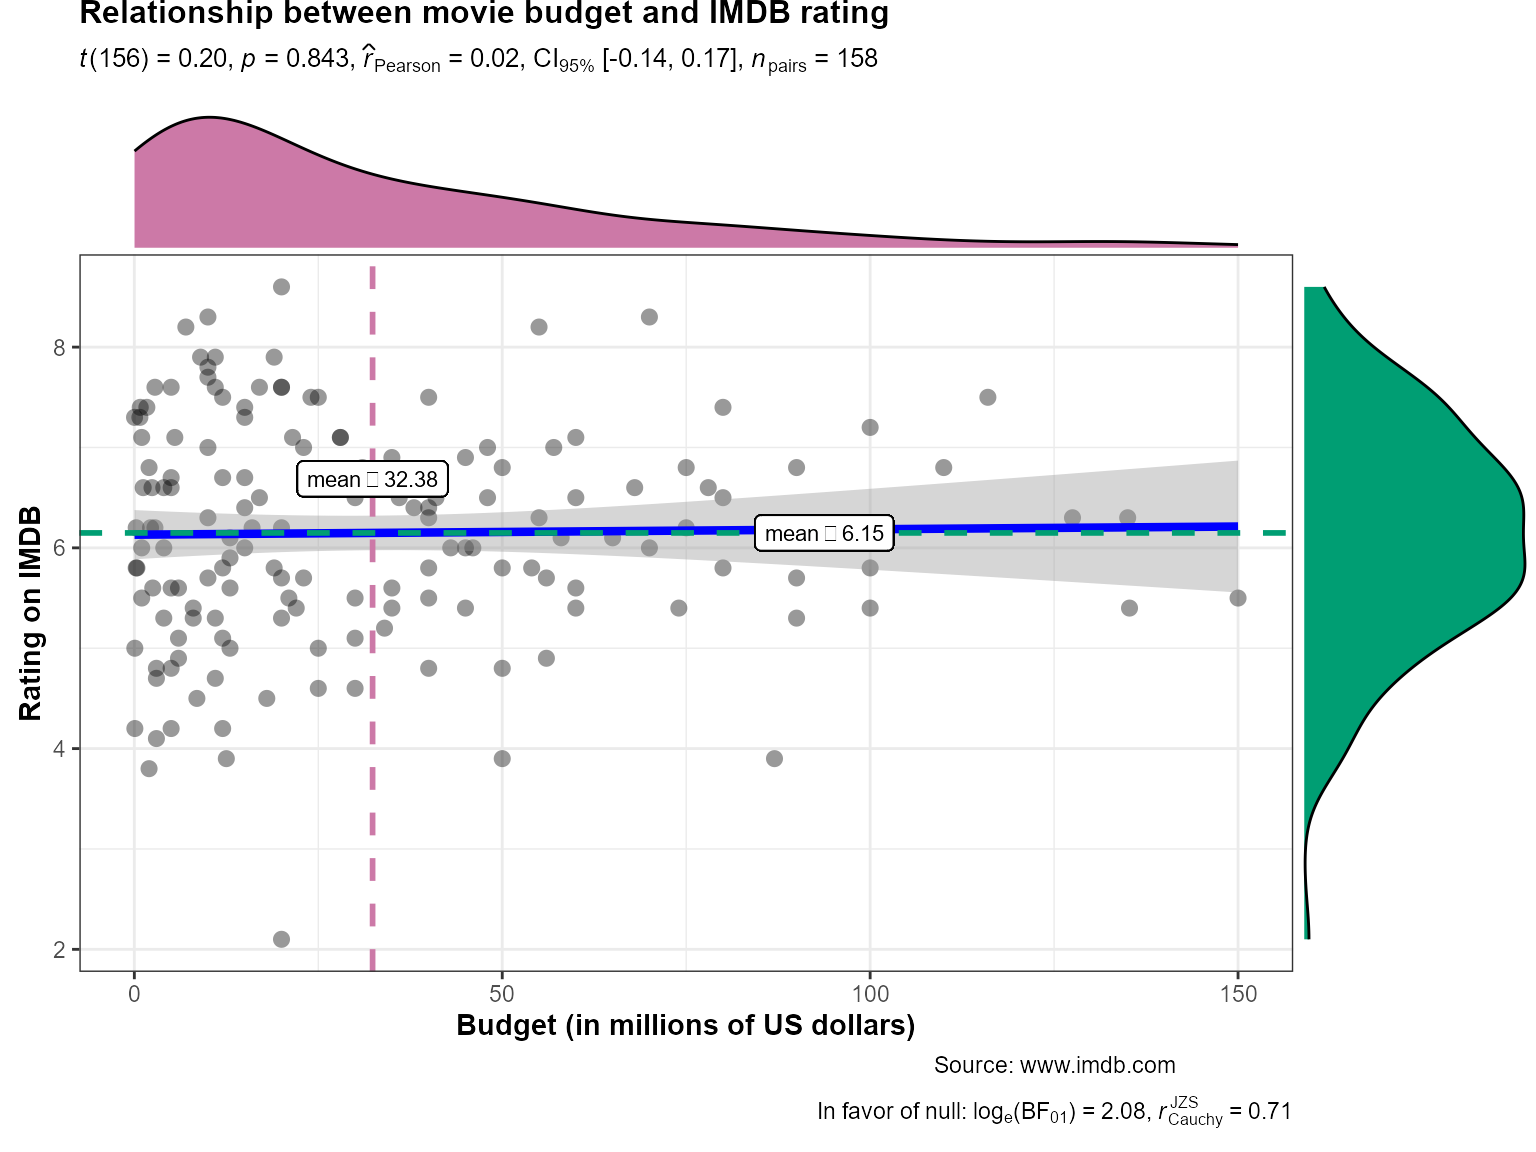 Relationship between movie budget and IMDB rating
t(156) = 0.20, p = 0.843, r̂Pearson = 0.02, CI95% [-0.14, 0.17], npairs = 158
8
6
4
2
Rating on IMDB
mean □ 32.38
mean □ 6.15
0 50 100 150
Budget (in millions of US dollars)
Source: www.imdb.com
In favor of null: loge(BF01) = 2.08, rJZSCauchy = 0.71